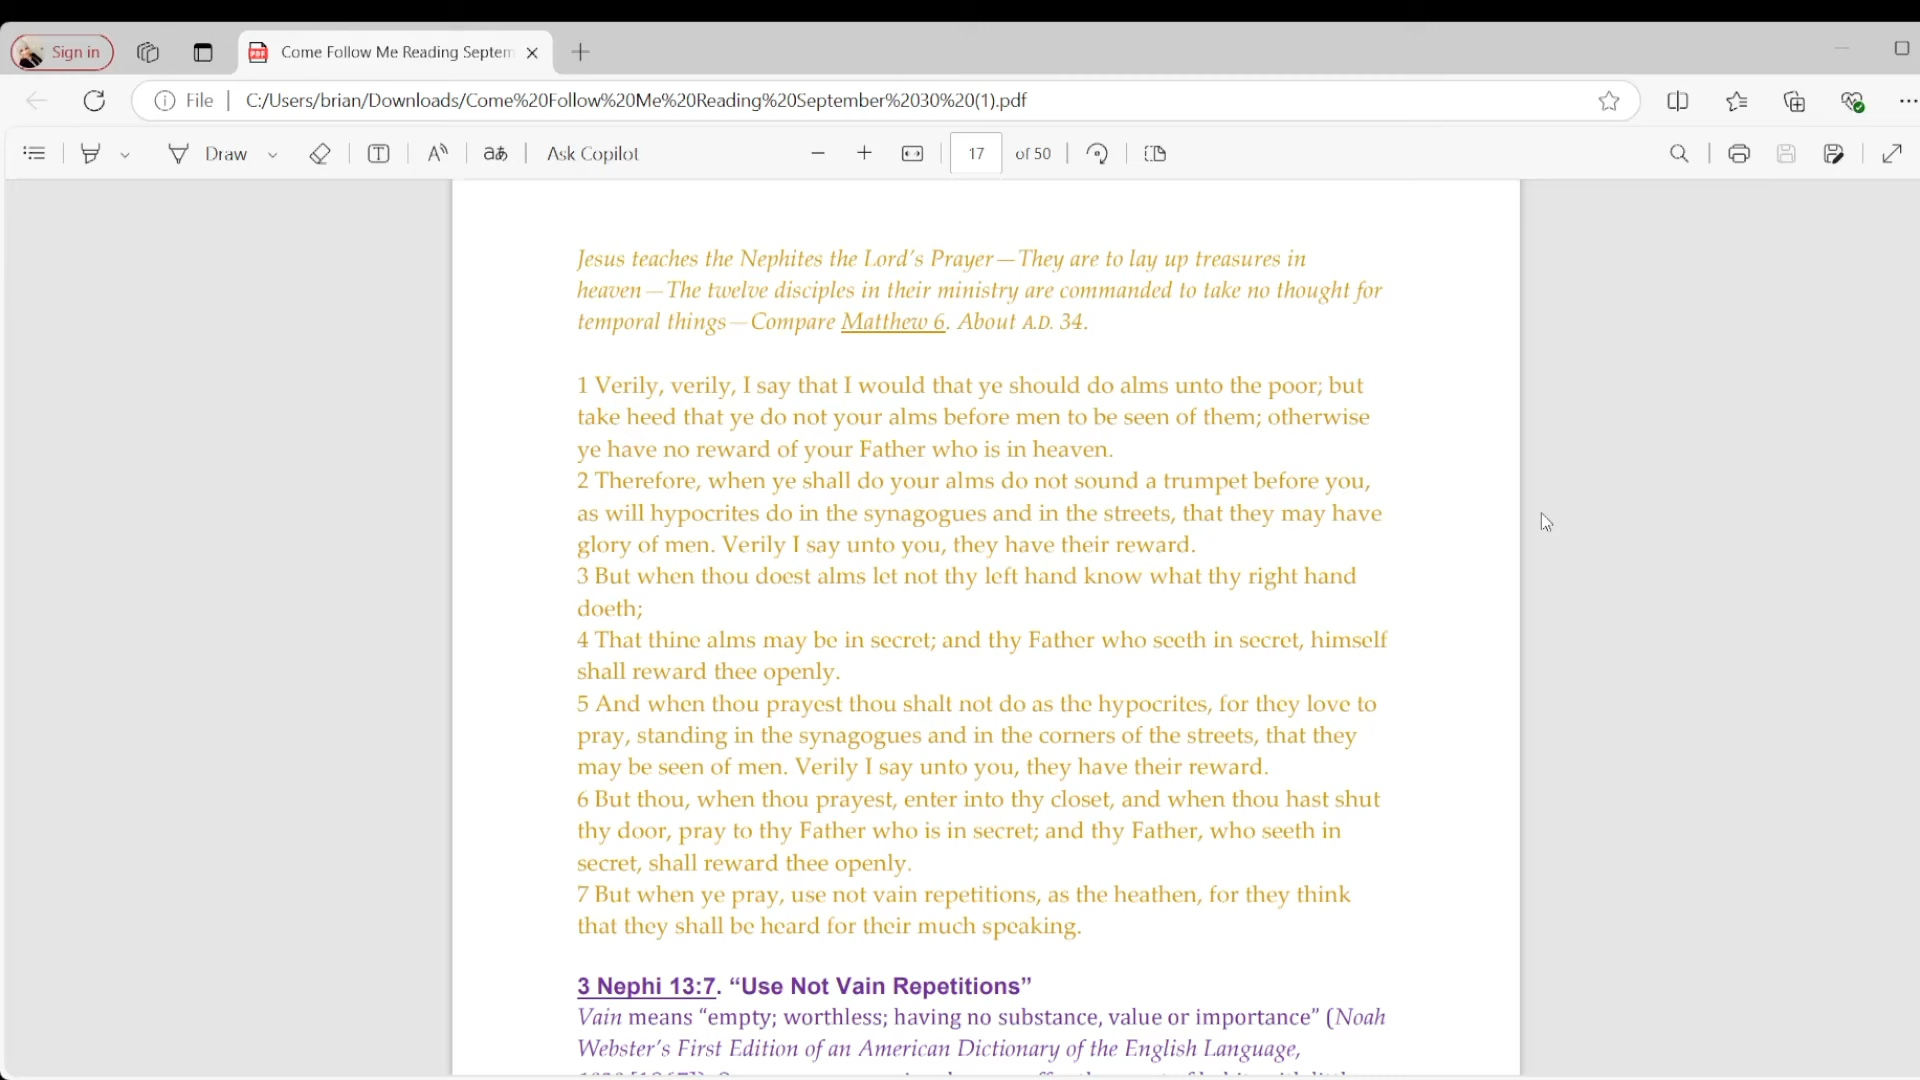 Sign in
Come Follow Me Reading Septem
File
C:/Users/brian/Downloads/Come%20Follow%20Me%20Reading%20September%2030%20(1).pdf
Draw
Ask Copilot
17
of 50
Jesus teaches the Nephites the Lord’s Prayer—They are to lay up treasures in
heaven—The twelve disciples in their ministry are commanded to take no thought for
temporal things—Compare Matthew 6. About A.D. 34.
1 Verily, verily, I say that I would that ye should do alms unto the poor; but
take heed that ye do not your alms before men to be seen of them; otherwise
ye have no reward of your Father who is in heaven.
2 Therefore, when ye shall do your alms do not sound a trumpet before you,
as will hypocrites do in the synagogues and in the streets, that they may have
glory of men. Verily I say unto you, they have their reward.
3 But when thou doest alms let not thy left hand know what thy right hand
doeth;
4 That thine alms may be in secret; and thy Father who seeth in secret, himself
shall reward thee openly.
5 And when thou prayest thou shalt not do as the hypocrites, for they love to
pray, standing in the synagogues and in the corners of the streets, that they
may be seen of men. Verily I say unto you, they have their reward.
6 But thou, when thou prayest, enter into thy closet, and when thou hast shut
thy door, pray to thy Father who is in secret; and thy Father, who seeth in
secret, shall reward thee openly.
7 But when ye pray, use not vain repetitions, as the heathen, for they think
that they shall be heard for their much speaking.
3 Nephi 13:7. “Use Not Vain Repetitions”
Vain means “empty; worthless; having no substance, value or importance” (Noah
Webster’s First Edition of an American Dictionary of the English Language,